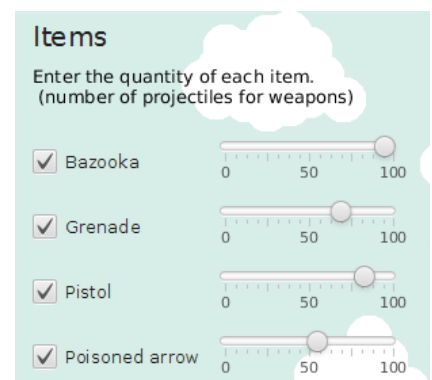 Items
Enter the quantity of each item.
(number of projectiles for weapons)
Bazooka
0 50 100
Grenade
0 50 100
Pistol
0 50 100
Poisoned arrow
0 50 100